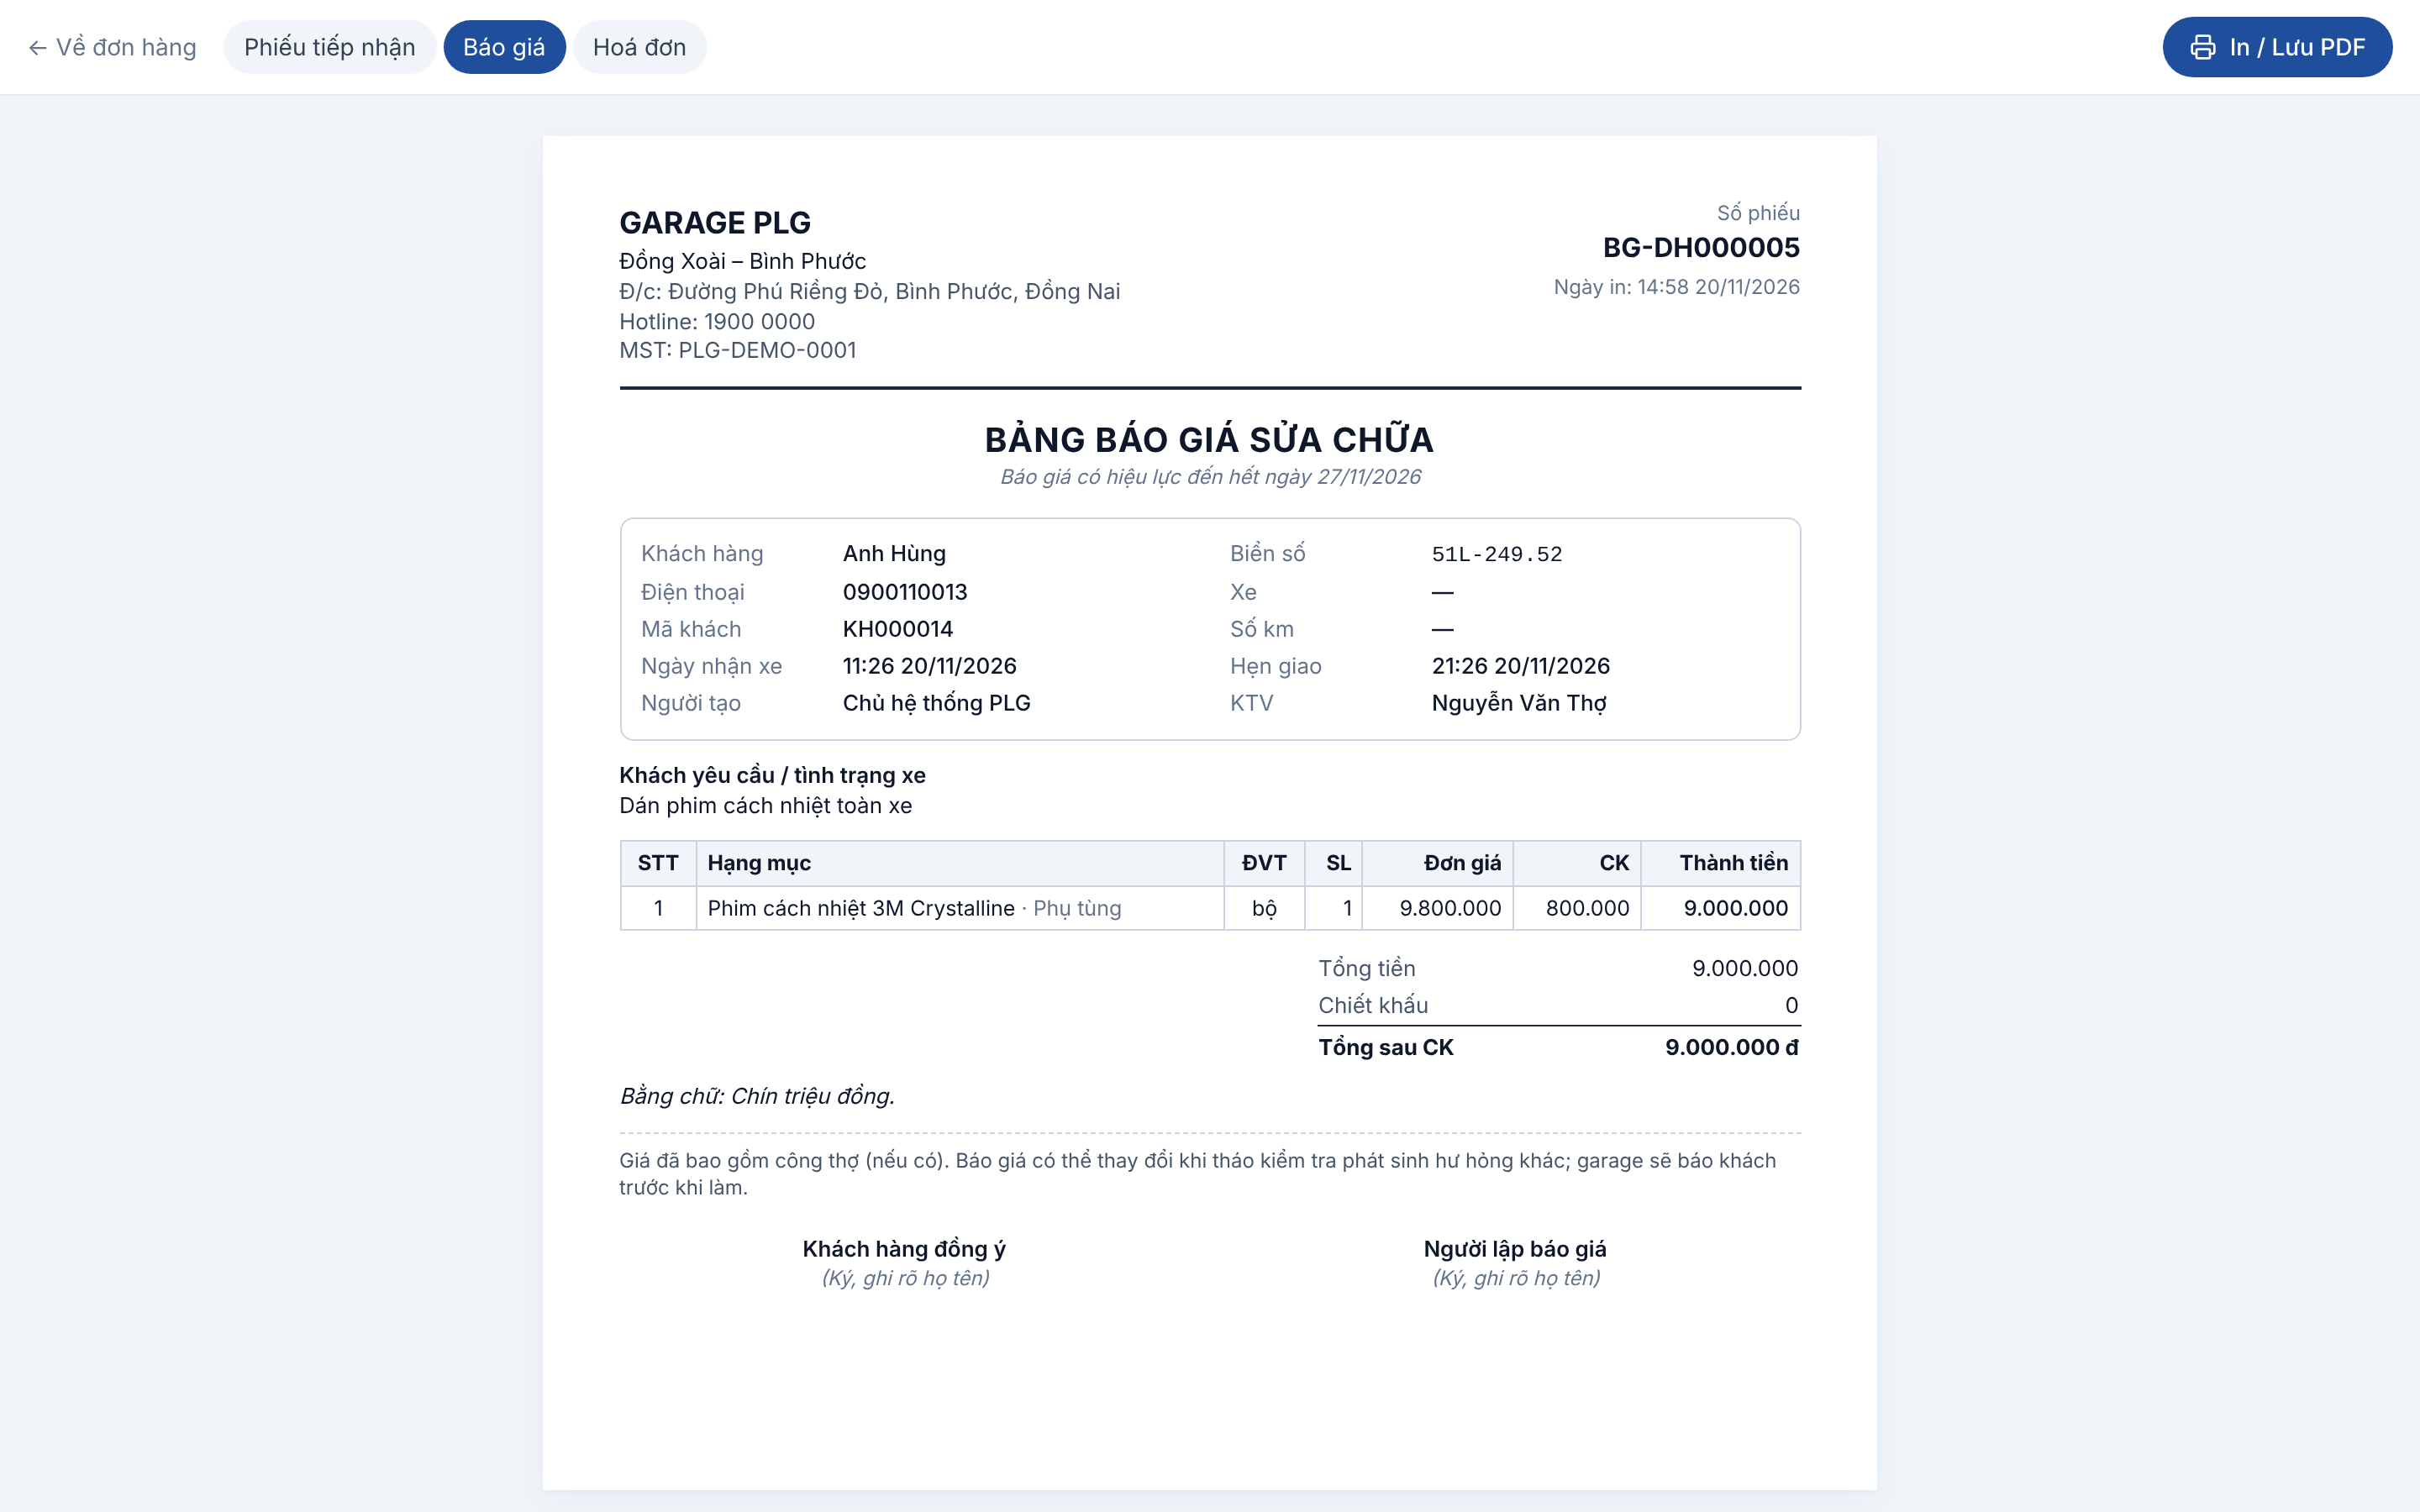 ← Về đơn hàng
Phiếu tiếp nhận
Báo giá
Hoá đơn
In / Lưu PDF
GARAGE PLG
Đồng Xoài – Bình Phước
Đ/c: Đường Phú Riềng Đỏ, Bình Phước, Đồng Nai
Hotline: 1900 0000
MST: PLG-DEMO-0001
Số phiếu
BG-DH000005
Ngày in: 14:58 20/11/2026
BẢNG BÁO GIÁ SỬA CHỮA
Báo giá có hiệu lực đến hết ngày 27/11/2026
Khách hàng Anh Hùng Biển số 51L-249.52
Điện thoại 0900110013 Xe —
Mã khách KH000014 Số km —
Ngày nhận xe 11:26 20/11/2026 Hẹn giao 21:26 20/11/2026
Người tạo Chủ hệ thống PLG KTV Nguyễn Văn Thợ
Khách yêu cầu / tình trạng xe
Dán phim cách nhiệt toàn xe
STT Hạng mục ĐVT SL Đơn giá CK Thành tiền
1 Phim cách nhiệt 3M Crystalline · Phụ tùng bộ 1 9.800.000 800.000 9.000.000
Tổng tiền 9.000.000
Chiết khấu 0
Tổng sau CK 9.000.000 đ
Bằng chữ: Chín triệu đồng.
Giá đã bao gồm công thợ (nếu có). Báo giá có thể thay đổi khi tháo kiểm tra phát sinh hư hỏng khác; garage sẽ báo khách
trước khi làm.
Khách hàng đồng ý Người lập báo giá
(Ký, ghi rõ họ tên) (Ký, ghi rõ họ tên)